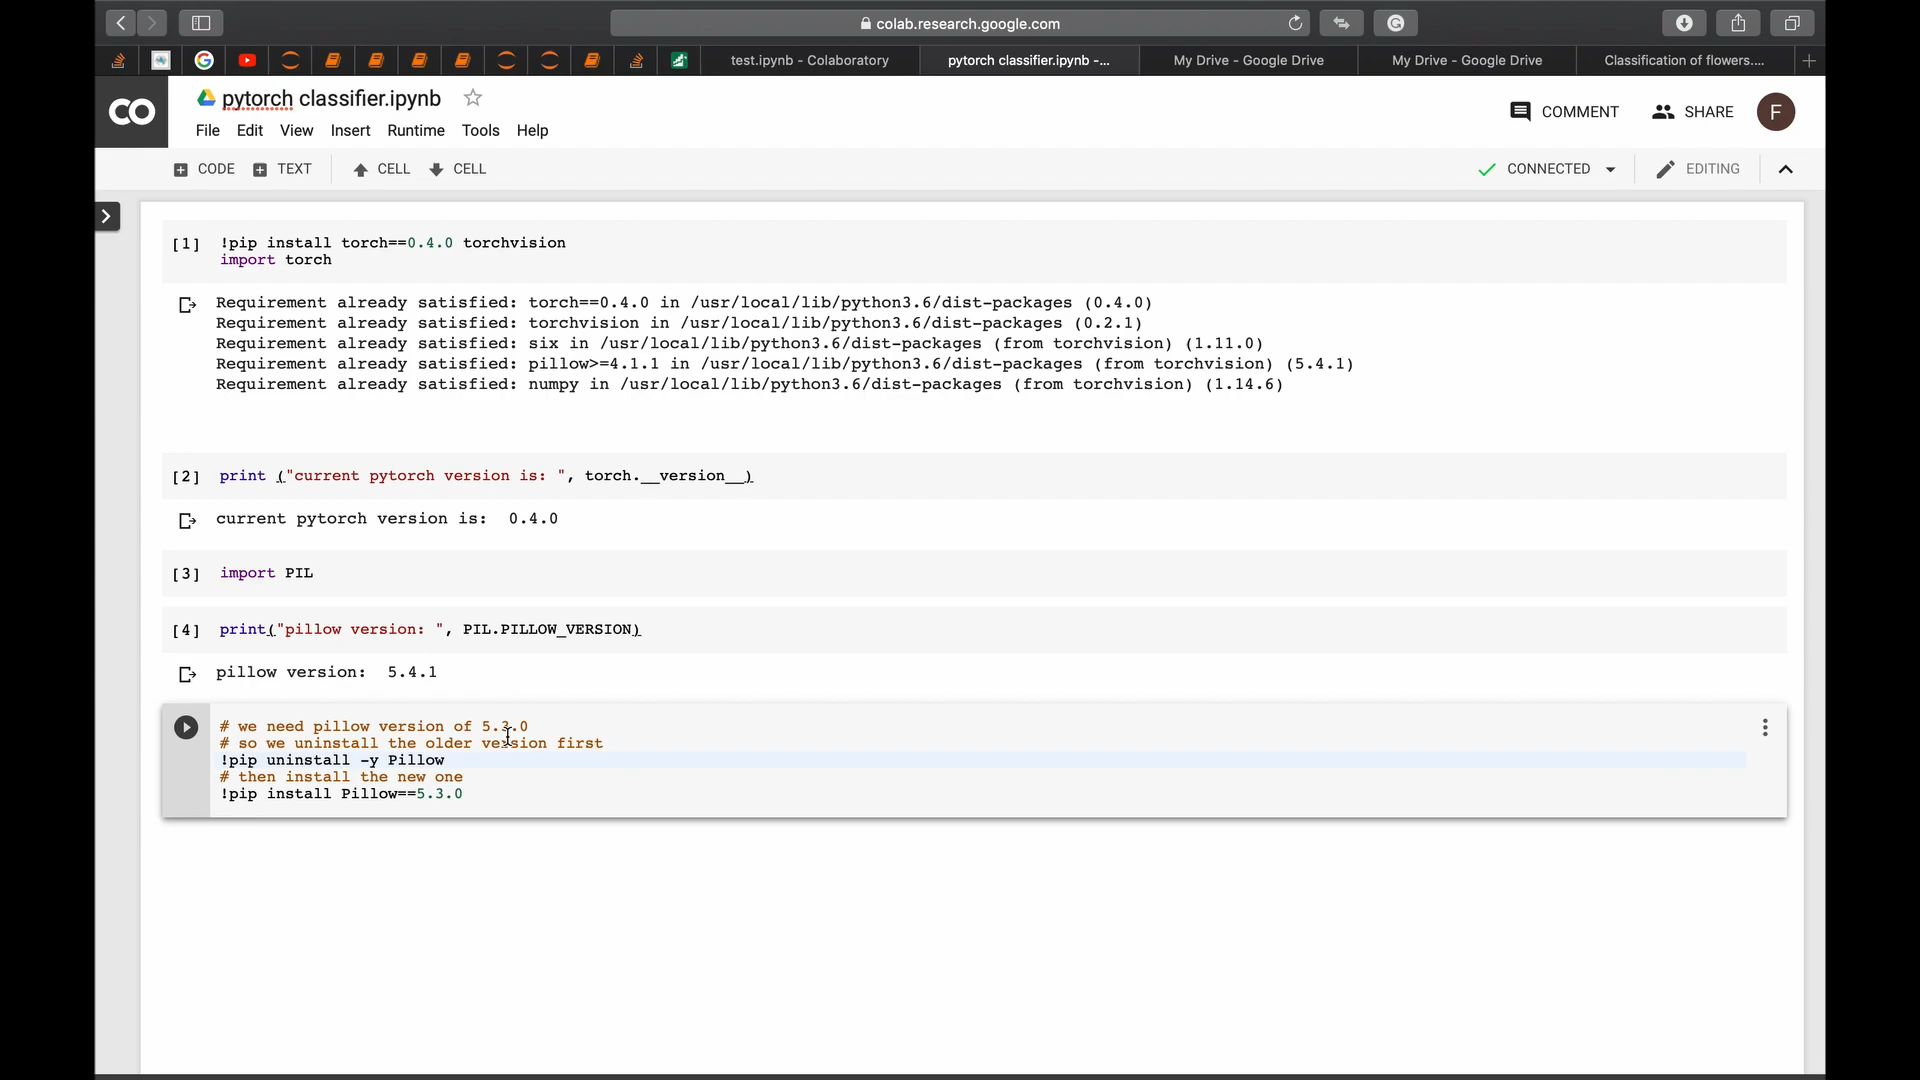 colab.research.google.com
test.ipynb - Colaboratory
pytorch classifier.ipynb -...
My Drive - Google Drive
My Drive - Google Drive
Classification of flowers....
CO
pytorch classifier.ipynb
COMMENT
SHARE
F
File Edit View Insert Runtime Tools Help
CODE TEXT CELL CELL
CONNECTED
EDITING
[1] !pip install torch==0.4.0 torchvision
import torch
Requirement already satisfied: torch==0.4.0 in /usr/local/lib/python3.6/dist-packages (0.4.0)
Requirement already satisfied: torchvision in /usr/local/lib/python3.6/dist-packages (0.2.1)
Requirement already satisfied: six in /usr/local/lib/python3.6/dist-packages (from torchvision) (1.11.0)
Requirement already satisfied: pillow>=4.1.1 in /usr/local/lib/python3.6/dist-packages (from torchvision) (5.4.1)
Requirement already satisfied: numpy in /usr/local/lib/python3.6/dist-packages (from torchvision) (1.14.6)
[2] print ("current pytorch version is: ", torch.__version__)
current pytorch version is:  0.4.0
[3] import PIL
[4] print("pillow version: ", PIL.PILLOW_VERSION)
pillow version:  5.4.1
# we need pillow version of 5.3.0
# so we uninstall the older version first
!pip uninstall -y Pillow
# then install the new one
!pip install Pillow==5.3.0